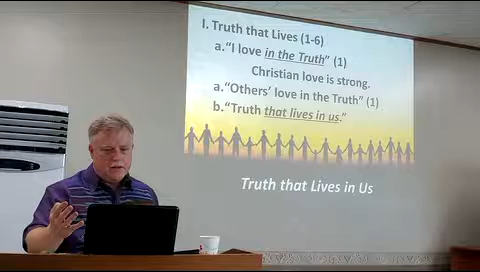 I. Truth that Lives (1-6)
a. “I love in the Truth” (1)
Christian love is strong.
a. “Others’ love in the Truth” (1)
b. “Truth that lives in us.”
Truth that Lives in Us